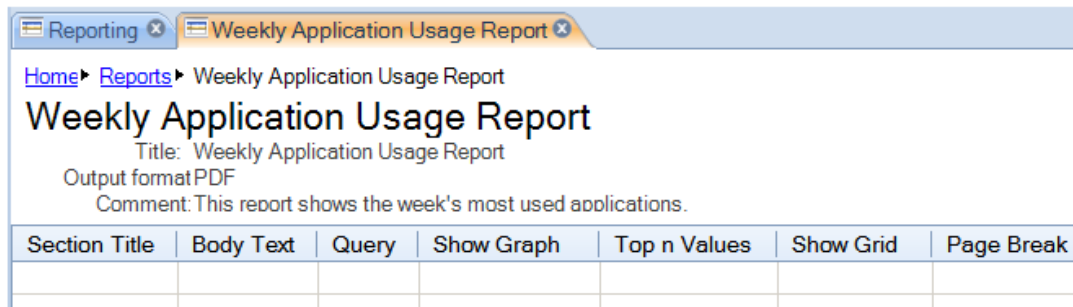 Reporting Weekly Application Usage Report
Home Reports Weekly Application Usage Report
Weekly Application Usage Report
Title: Weekly Application Usage Report
Output format PDF
Comment: This report shows the week's most used applications.
Section Title Body Text Query Show Graph Top n Values Show Grid Page Break